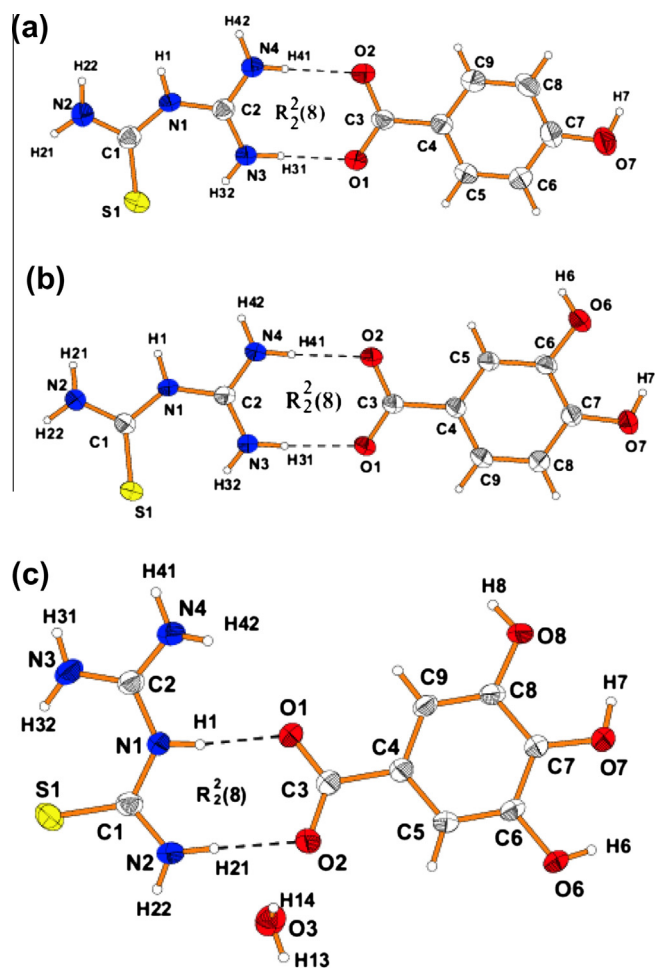 (a)
H42
H22 H1 N4 H41 O2 C9 C8 H7
N2 N1 C2 R²₂(8) C3 C4 C7 O7
H21 C1 N3 H31 O1 C5 C6
S1 H32
(b)
H42 H6 O6
H21 H1 N4 H41 O2 C5 C6 H7
N2 N1 C2 R²₂(8) C3 C4 C7 O7
H22 C1 N3 H31 O1 C9 C8
S1 H32
(c)
H41 H8
H31 N4 H42 O8
N3 C2 C9 C8 H7
H32 H1 O1
N1 C4 C7 O7
S1 R²₂(8) C3
C1 C5 C6 H6
N2 H21 O2 O6
H22 H14
O3
H13